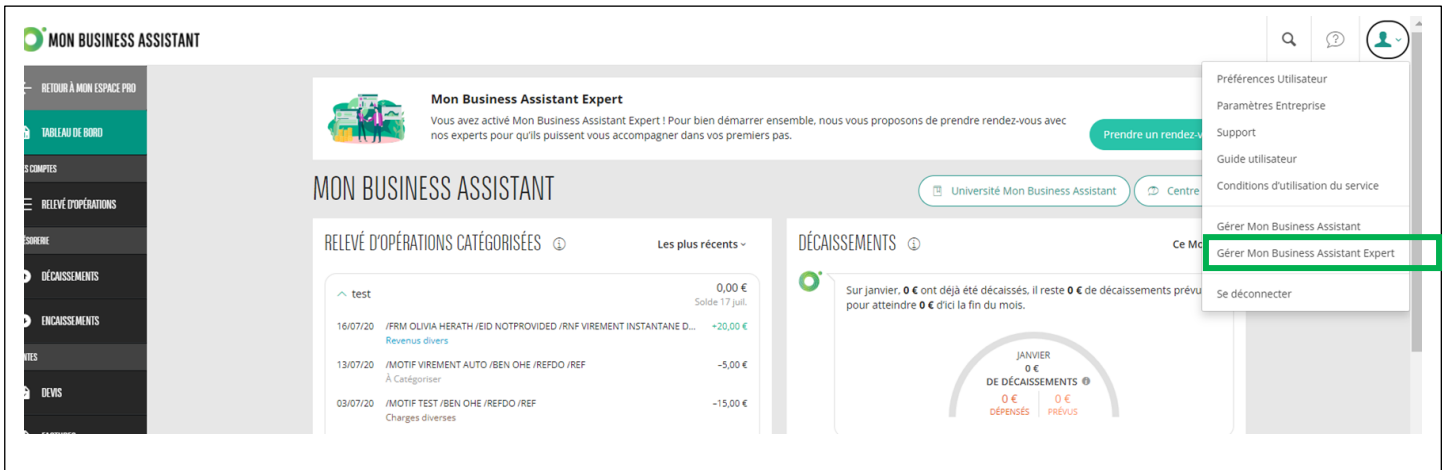 MON BUSINESS ASSISTANT
RETOUR À MON ESPACE PRO
TABLEAU DE BORD
S COMPTES
RELEVÉ D'OPÉRATIONS
ÉSORERIE
DÉCAISSEMENTS
ENCAISSEMENTS
NTES
DEVIS
Mon Business Assistant Expert
Vous avez activé Mon Business Assistant Expert ! Pour bien démarrer ensemble, nous vous proposons de prendre rendez-vous avec
nos experts pour qu'ils puissent vous accompagner dans vos premiers pas.
Prendre un rendez-v
MON BUSINESS ASSISTANT
Université Mon Business Assistant
Centre
RELEVÉ D'OPÉRATIONS CATÉGORISÉES
Les plus récents
test
0,00 €
Solde 17 juil.
16/07/20 /FRM OLIVIA HERATH /EID NOTPROVIDED /RNF VIREMENT INSTANTANE D... +20,00 €
Revenus divers
13/07/20 /MOTIF VIREMENT AUTO /BEN OHE /REFDO /REF –5,00 €
À Catégoriser
03/07/20 /MOTIF TEST /BEN OHE /REFDO /REF –15,00 €
Charges diverses
DÉCAISSEMENTS
Ce Mo
Sur janvier, 0 € ont déjà été décaissés, il reste 0 € de décaissements prévu
pour atteindre 0 € d'ici la fin du mois.
JANVIER
0 €
DE DÉCAISSEMENTS
0 € 0 €
DÉPENSÉS PRÉVUS
Préférences Utilisateur
Paramètres Entreprise
Support
Guide utilisateur
Conditions d'utilisation du service
Gérer Mon Business Assistant
Gérer Mon Business Assistant Expert
Se déconnecter